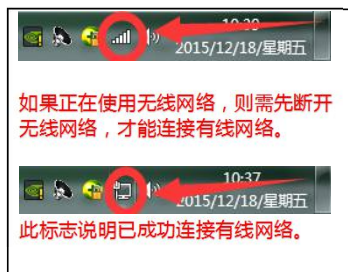 2015/12/18/星期五
如果正在使用无线网络，则需先断开
无线网络，才能连接有线网络。
10:37
2015/12/18/星期五
此标志说明已成功连接有线网络。